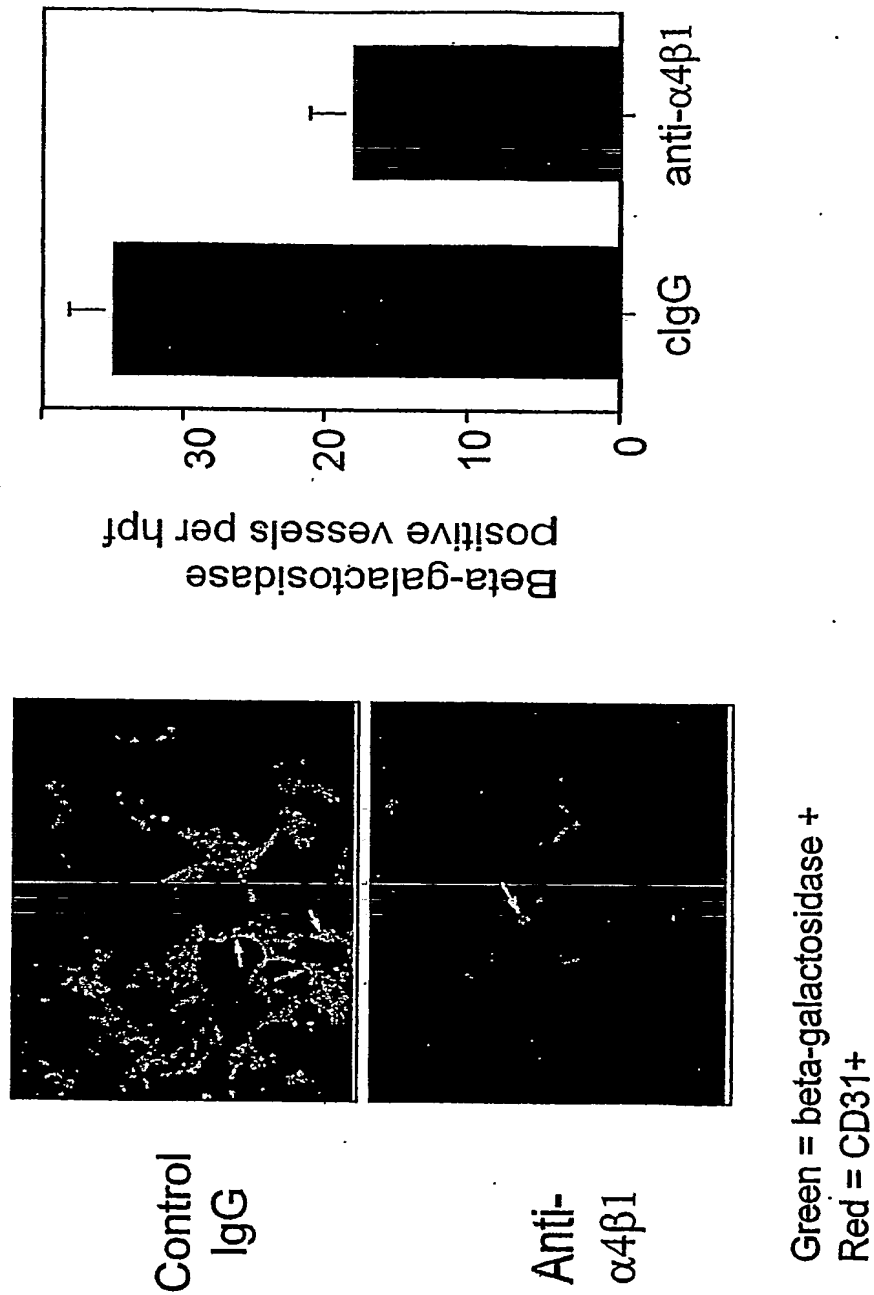 Control
IgG
Anti-
α4β1
Green = beta-galactosidase +
Red = CD31+
Beta-galactosidase
positive vessels per hpf
30
20
10
0
cIgG
anti-α4β1